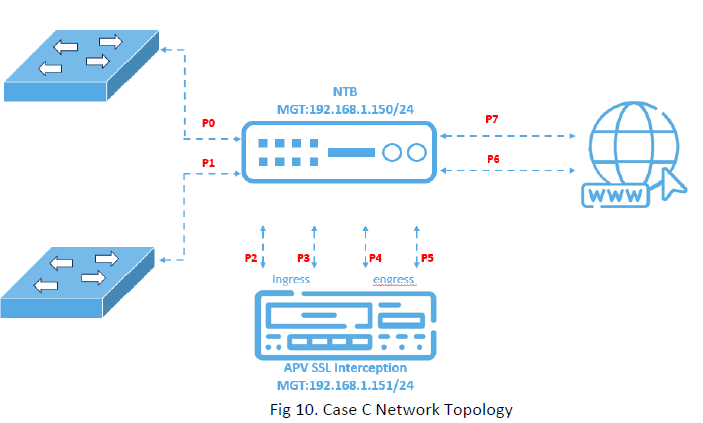 NTB
MGT:192.168.1.150/24
P0
P7
P1
P6
WWW
P2
P3
P4
P5
Ingress
engress
APV SSL Interception
MGT:192.168.1.151/24
Fig 10. Case C Network Topology